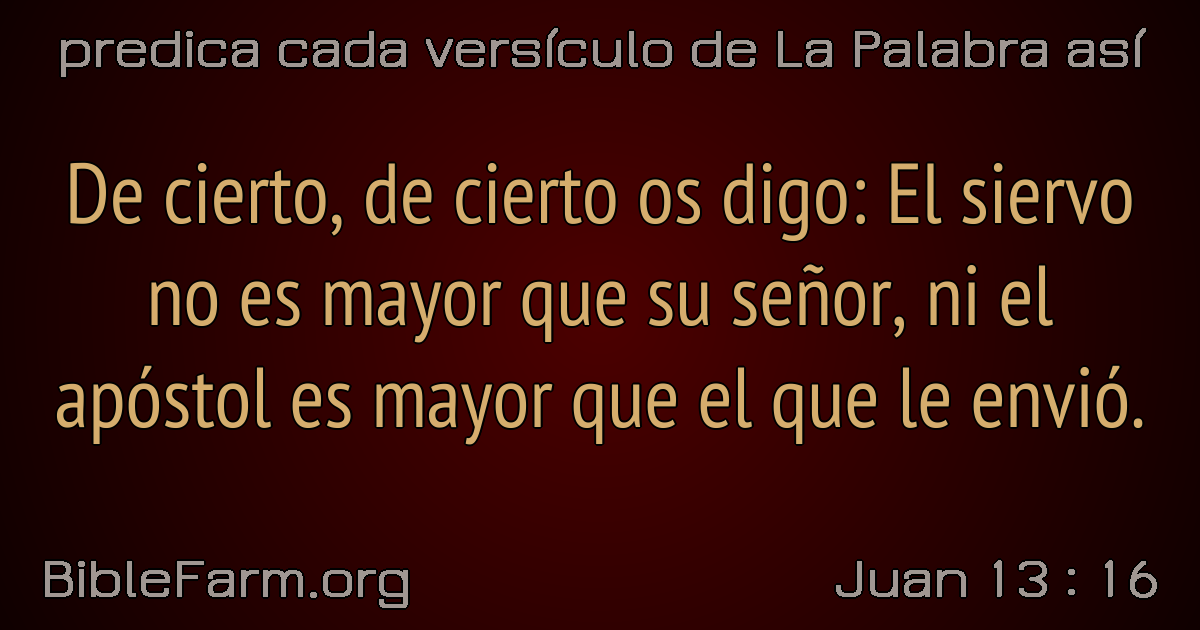 predica cada versículo de La Palabra así
De cierto, de cierto os digo: El siervo
no es mayor que su señor, ni el
apóstol es mayor que el que le envió.
BibleFarm.org
Juan 13 : 16